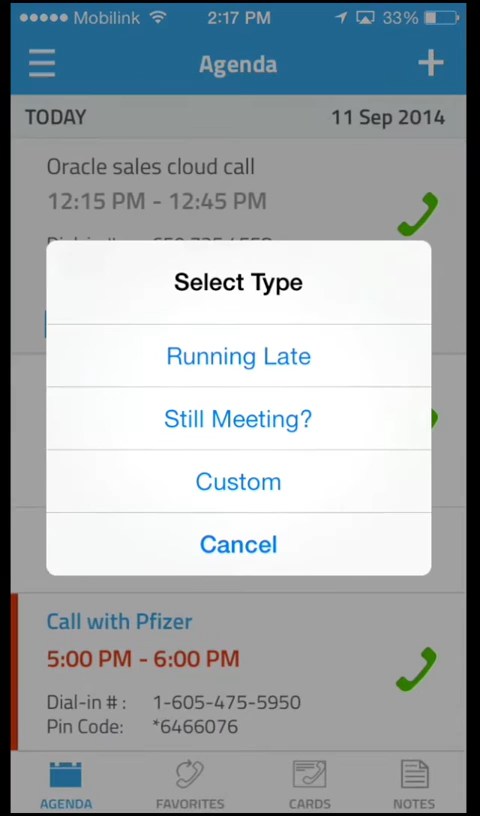 Mobilink 2:17 PM 33%
Agenda
TODAY 11 Sep 2014
Oracle sales cloud call
12:15 PM - 12:45 PM
Select Type
Running Late
Still Meeting?
Custom
Cancel
Call with Pfizer
5:00 PM - 6:00 PM
Dial-in # : 1-605-475-5950
Pin Code: *6466076
AGENDA FAVORITES CARDS NOTES